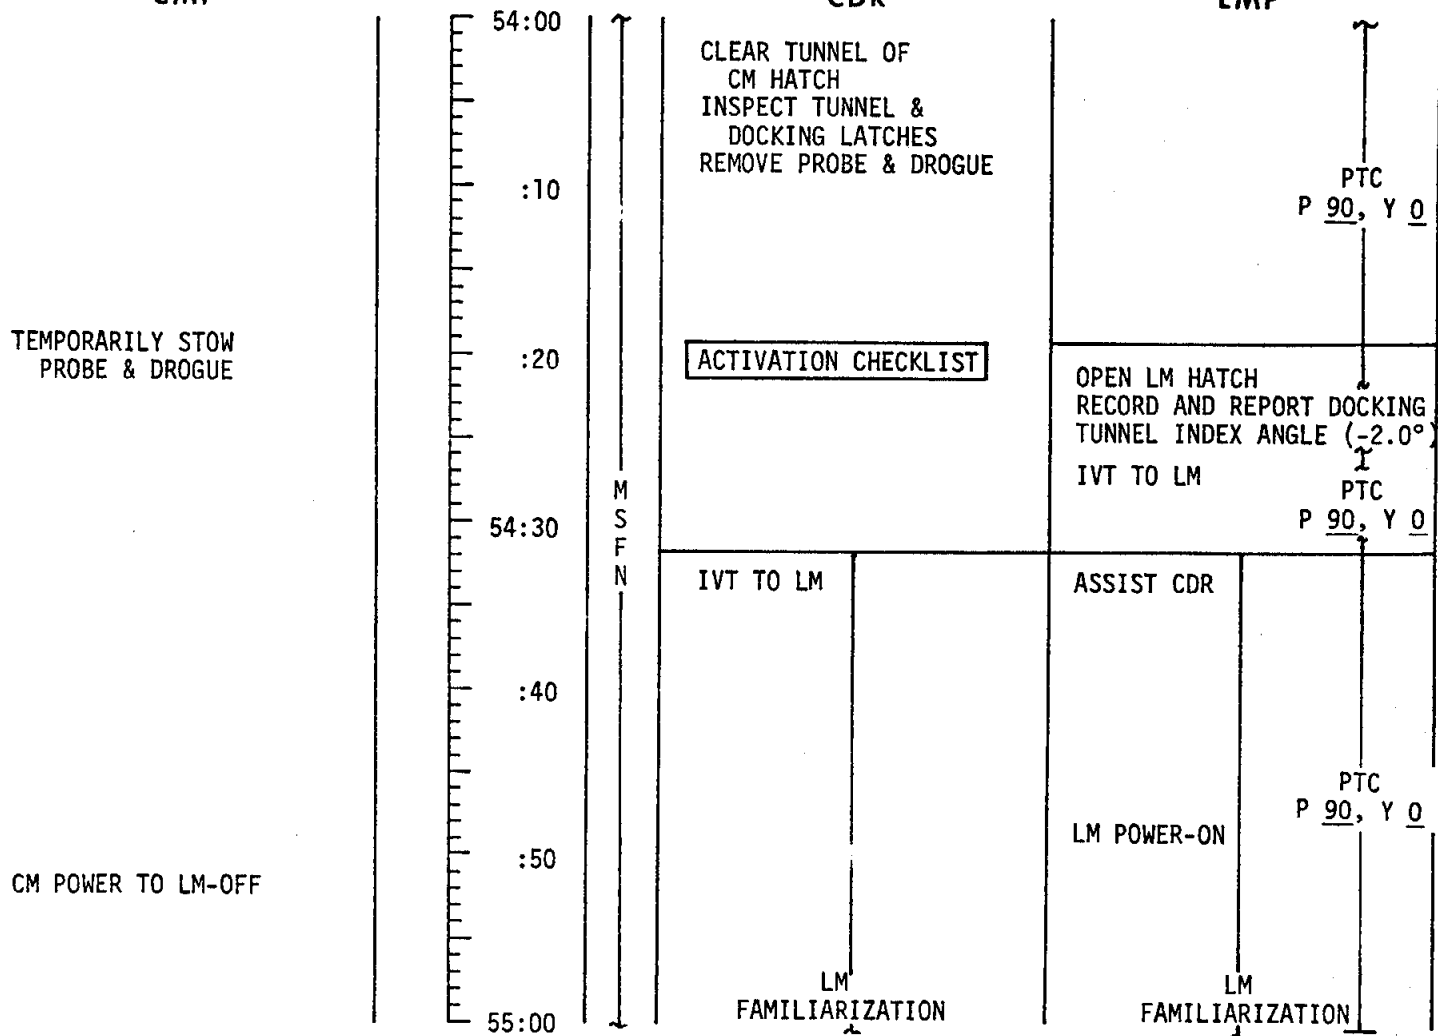 CDR
54:00
CLEAR TUNNEL OF
CM HATCH
INSPECT TUNNEL &
DOCKING LATCHES
REMOVE PROBE & DROGUE
:10
PTC
P 90, Y 0
TEMPORARILY STOW
PROBE & DROGUE
:20
ACTIVATION CHECKLIST
OPEN LM HATCH
RECORD AND REPORT DOCKING
TUNNEL INDEX ANGLE (-2.0°)
IVT TO LM
PTC
P 90, Y 0
M
S
F
N
54:30
IVT TO LM
ASSIST CDR
:40
PTC
P 90, Y 0
LM POWER-ON
:50
CM POWER TO LM-OFF
LM
FAMILIARIZATION
LM
FAMILIARIZATION
55:00